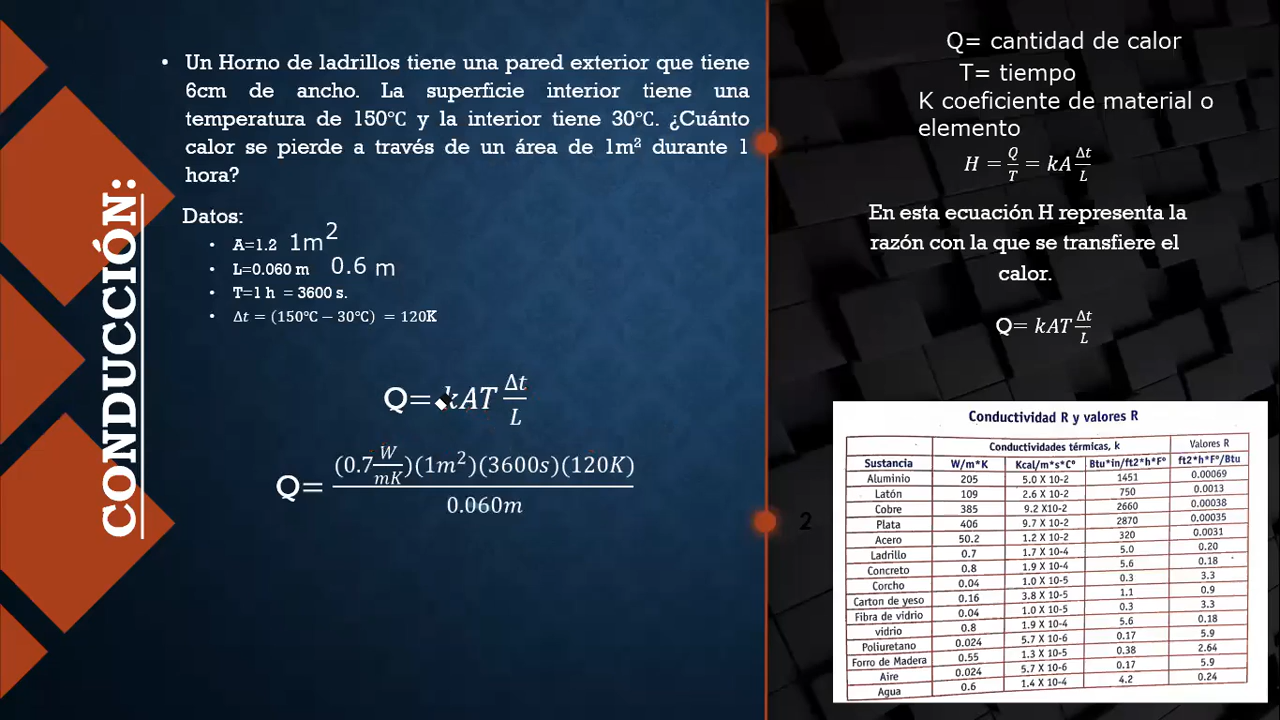 CONDUCCIÓN:
• Un Horno de ladrillos tiene una pared exterior que tiene
6cm de ancho. La superficie interior tiene una
temperatura de 150°C y la interior tiene 30°C. ¿Cuánto
calor se pierde a través de un área de 1m² durante 1
hora?
Datos:
• A=1.2 1m²
• L=0.060 m 0.6 m
• T=1 h = 3600 s.
• Δt = (150°C − 30°C) = 120K
Q= kAT Δt/L
Q= (0.7 W/mK)(1m²)(3600s)(120K) / 0.060m
Q= cantidad de calor
T= tiempo
K coeficiente de material o
elemento
H = Q/T = kA Δt/L
En esta ecuación H representa la
razón con la que se transfiere el
calor.
Q= kAT Δt/L
2
Conductividad R y valores R
Conductividades térmicas, k Valores R
Sustancia W/m*K Kcal/m*s*C° Btu*in/ft2*h*F° ft2*h*F°/Btu
Aluminio 205 5.0 X 10-2 1451 0.00069
Latón 109 2.6 X 10-2 750 0.0013
Cobre 385 9.2 X10-2 2660 0.00038
Plata 406 9.7 X 10-2 2870 0.00035
Acero 50.2 1.2 X 10-2 320 0.0031
Ladrillo 0.7 1.7 X 10-4 5.0 0.20
Concreto 0.8 1.9 X 10-4 5.6 0.18
Corcho 0.04 1.0 X 10-5 0.3 3.3
Carton de yeso 0.16 3.8 X 10-5 1.1 0.9
Fibra de vidrio 0.04 1.0 X 10-5 0.3 3.3
vidrio 0.8 1.9 X 10-4 5.6 0.18
Poliuretano 0.024 5.7 X 10-6 0.17 5.9
Forro de Madera 0.55 1.3 X 10-5 0.38 2.64
Aire 0.024 5.7 X 10-6 0.17 5.9
Agua 0.6 1.4 X 10-4 4.2 0.24